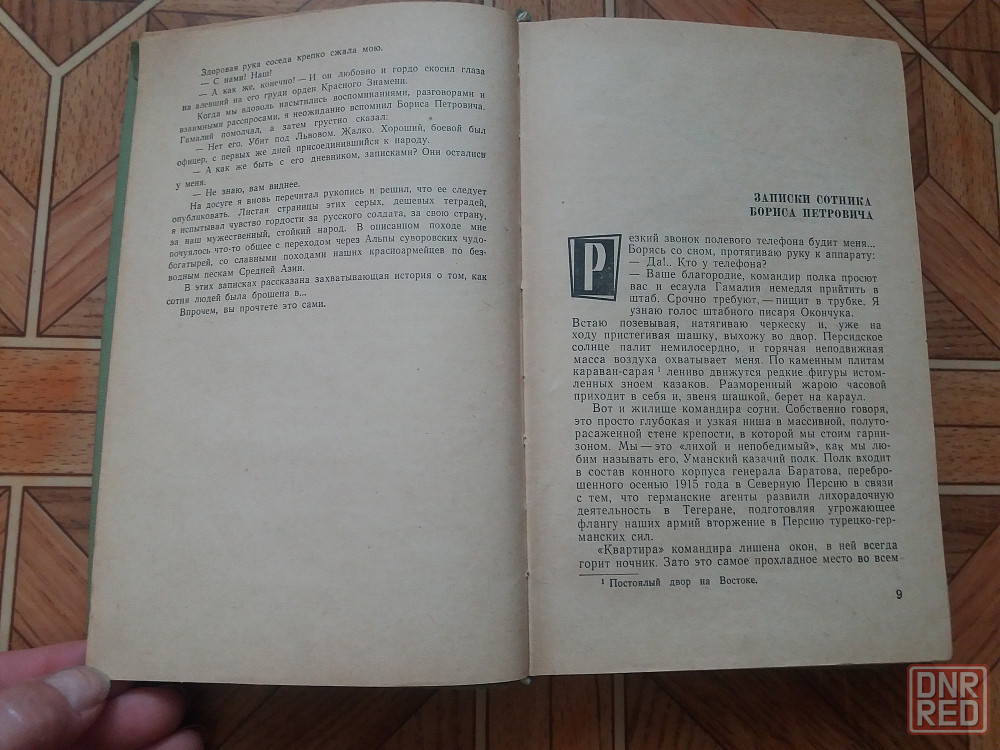 Здоровая рука соседа крепко сжала мою.
— С нами! Наш!
— А как же, конечно! — И он любовно и гордо скосил глаза
на алевший на его груди орден Красного Знамени.
Когда мы вдоволь насытились воспоминаниями, разговорами и
взаимными расспросами, я неожиданно вспомнил Бориса Петровича.
Гамалий помолчал, а затем грустно сказал:
— Нет его. Убит под Львовом. Жалко. Хороший, боевой был
офицер, с первых же дней присоединившийся к народу.
— А как же быть с его дневником, записками? Они остались
у меня.
— Не знаю, вам виднее.
На досуге я вновь перечитал рукопись и решил, что ее следует
опубликовать. Листая страницы этих серых, дешевых тетрадей,
я испытывал чувство гордости за русского солдата, за свою страну,
за наш мужественный, стойкий народ. В описанном походе мне
почуялось что-то общее с переходом через Альпы суворовских чудо-
богатырей, со славными походами наших красноармейцев по без-
водным пескам Средней Азии.
В этих записках рассказана захватывающая история о том, как
сотня людей была брошена в...
Впрочем, вы прочтете это сами.
ЗАПИСКИ СОТНИКА
БОРИСА ПЕТРОВИЧА
Резкий звонок полевого телефона будит меня...
Борясь со сном, протягиваю руку к аппарату:
— Да!.. Кто у телефона?
— Ваше благородие, командир полка просют
вас и есаула Гамалия немедля прийтить в
штаб. Срочно требуют, — пищит в трубке. Я
узнаю голос штабного писаря Окончука.
Встаю позевывая, натягиваю черкеску и, уже на
ходу пристегивая шашку, выхожу во двор. Персидское
солнце палит немилосердно, и горячая неподвижная
масса воздуха охватывает меня. По каменным плитам
караван-сарая ¹ лениво движутся редкие фигуры истом-
ленных зноем казаков. Разморенный жарою часовой
приходит в себя и, звеня шашкой, берет на караул.
Вот и жилище командира сотни. Собственно говоря,
это просто глубокая и узкая ниша в массивной, полуто-
расаженной стене крепости, в которой мы стоим гарни-
зоном. Мы — это «лихой и непобедимый», как мы лю-
бим называть его, Уманский казачий полк. Полк входит
в состав конного корпуса генерала Баратова, переброш-
шенного осенью 1915 года в Северную Персию в связи
с тем, что германские агенты развили лихорадочную
деятельность в Тегеране, подготовляя угрожающее
флангу наших армий вторжение в Персию турецко-гер-
манских сил.
«Квартира» командира лишена окон, в ней всегда
горит ночник. Зато это самое прохладное место во всем
¹ Постоялый двор на Востоке.
9
DNR
RED